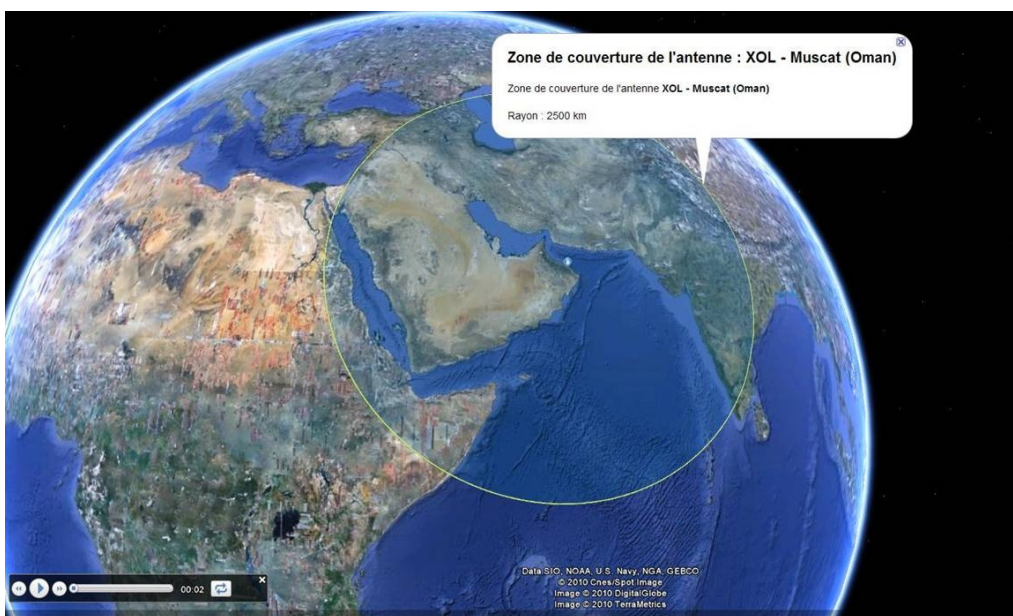 Zone de couverture de l'antenne : XOL - Muscat (Oman)
Zone de couverture de l'antenne XOL - Muscat (Oman)
Rayon : 2500 km
00:02
Data SIO, NOAA, U.S. Navy, NGA, GEBCO
© 2010 Cnes/Spot Image
Image © 2010 DigitalGlobe
Image © 2010 TerraMetrics